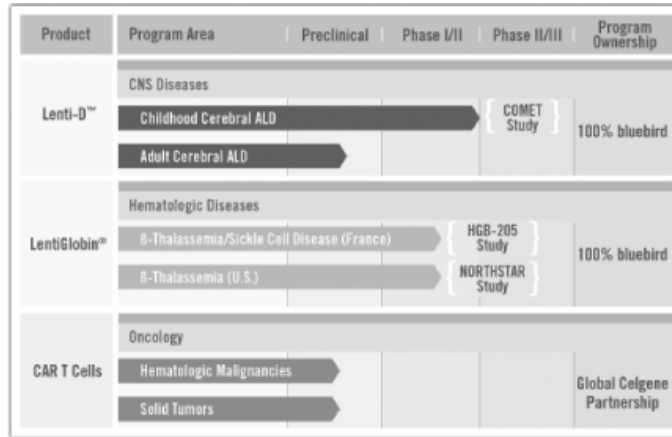 Product Program Area Preclinical Phase I/II Phase II/III Program Ownership
CNS Diseases
Lenti-D™
Childhood Cerebral ALD
COMET Study
Adult Cerebral ALD
100% bluebird
Hematologic Diseases
LentiGlobin®
ß-Thalassemia/Sickle Cell Disease (France)
HGB-205 Study
ß-Thalassemia (U.S.)
NORTHSTAR Study
100% bluebird
Oncology
CAR T Cells
Hematologic Malignancies
Solid Tumors
Global Celgene Partnership